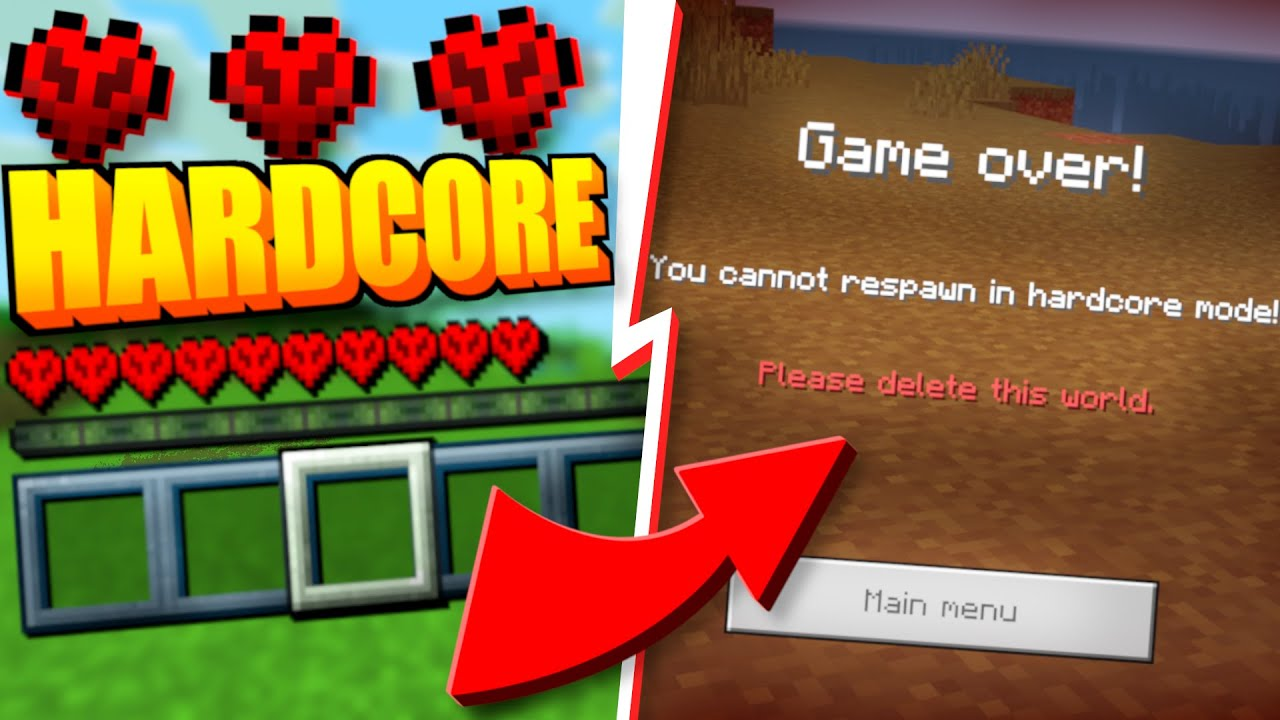 HARDCORE
Game over!
You cannot respawn in hardcore mode!
Please delete this world.
Main menu